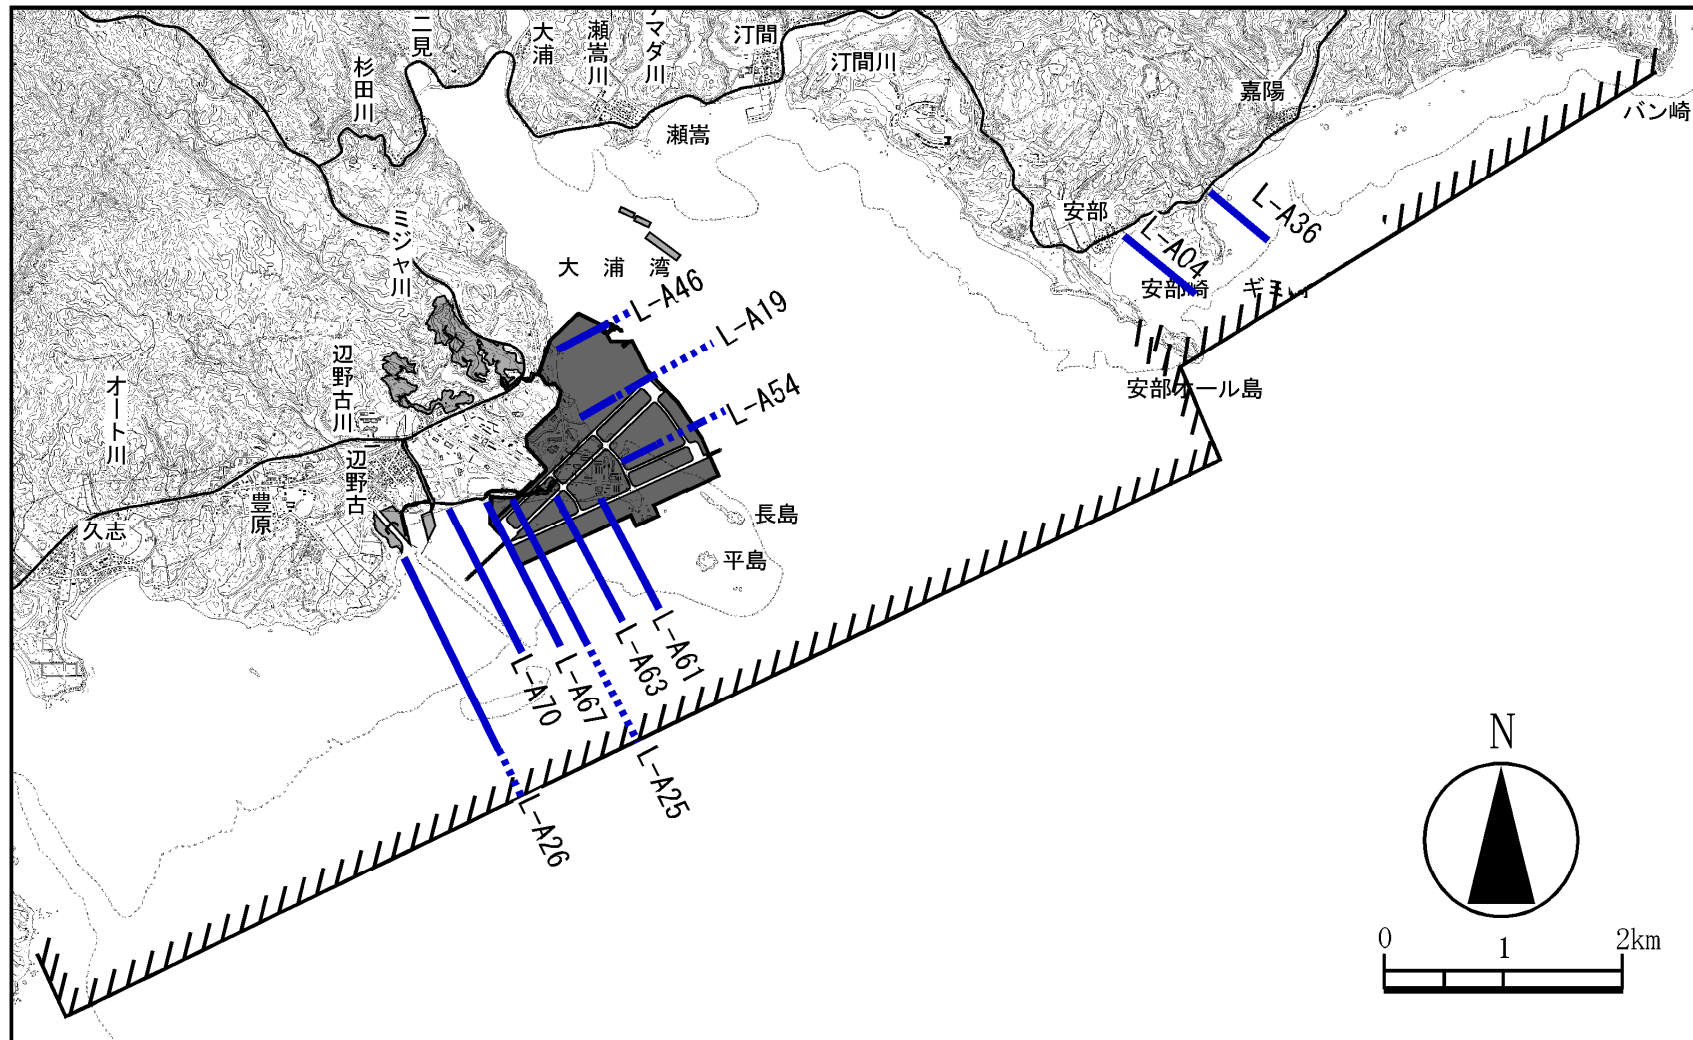 二見
大浦
瀬嵩川
マダ川
汀間
汀間川
杉田川
瀬嵩
嘉陽
バン崎
ミジャ川
安部
L-A36
L-A04
大浦湾
安部崎
ギミ
L-A46
L-A19
辺野古川
オート川
安部オール島
L-A54
辺野古
豊原
久志
長島
平島
L-A61
L-A63
L-A67
L-A70
L-A25
L-A26
N
0
1
2km